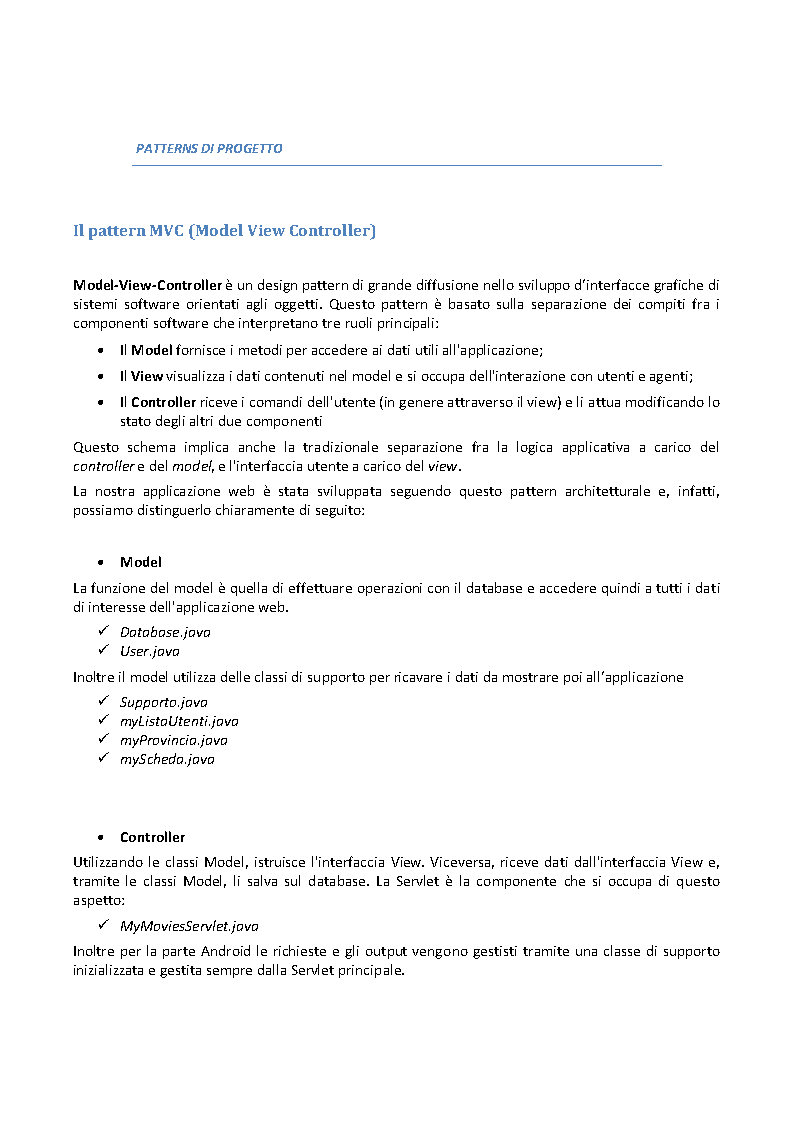 PATTERNS DI PROGETTO
Il pattern MVC (Model View Controller)
Model-View-Controller è un design pattern di grande diffusione nello sviluppo d’interfacce grafiche di
sistemi software orientati agli oggetti. Questo pattern è basato sulla separazione dei compiti fra i
componenti software che interpretano tre ruoli principali:
• Il Model fornisce i metodi per accedere ai dati utili all'applicazione;
• Il View visualizza i dati contenuti nel model e si occupa dell'interazione con utenti e agenti;
• Il Controller riceve i comandi dell'utente (in genere attraverso il view) e li attua modificando lo
stato degli altri due componenti
Questo schema implica anche la tradizionale separazione fra la logica applicativa a carico del
controller e del model, e l'interfaccia utente a carico del view.
La nostra applicazione web è stata sviluppata seguendo questo pattern architetturale e, infatti,
possiamo distinguerlo chiaramente di seguito:
• Model
La funzione del model è quella di effettuare operazioni con il database e accedere quindi a tutti i dati
di interesse dell'applicazione web.
✓ Database.java
✓ User.java
Inoltre il model utilizza delle classi di supporto per ricavare i dati da mostrare poi all’applicazione
✓ Supporto.java
✓ myListaUtenti.java
✓ myProvincia.java
✓ myScheda.java
• Controller
Utilizzando le classi Model, istruisce l'interfaccia View. Viceversa, riceve dati dall'interfaccia View e,
tramite le classi Model, li salva sul database. La Servlet è la componente che si occupa di questo
aspetto:
✓ MyMoviesServlet.java
Inoltre per la parte Android le richieste e gli output vengono gestisti tramite una classe di supporto
inizializzata e gestita sempre dalla Servlet principale.